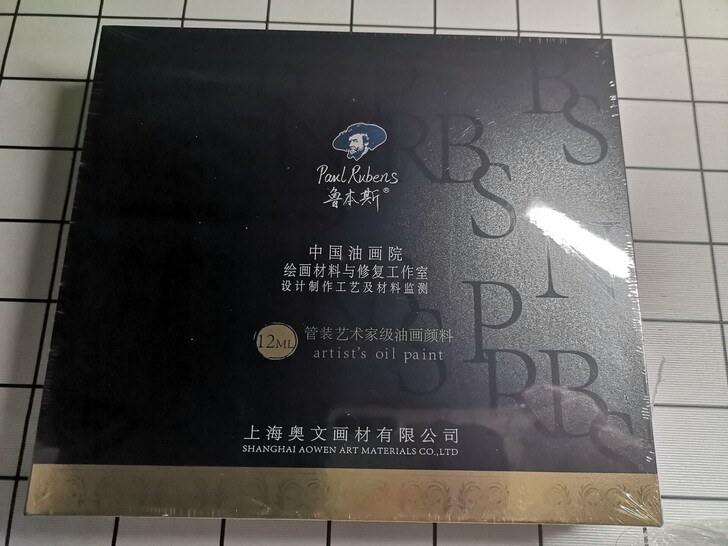 Paul Rubens
鲁本斯®
中国油画院
绘画材料与修复工作室
设计制作工艺及材料监测
12ML
管装艺术家级油画颜料
artist's oil paint
上海奥文画材有限公司
SHANGHAI AOWEN ART MATERIALS CO.,LTD